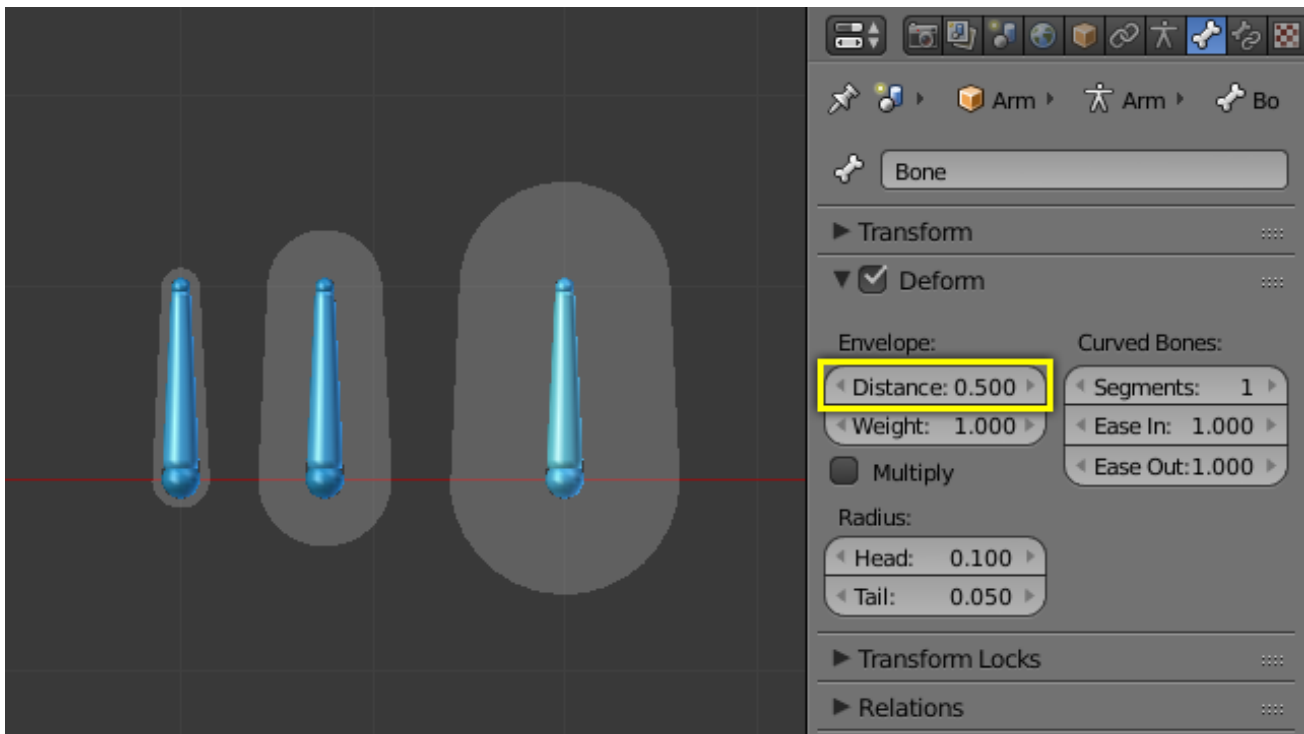 Arm Arm Bo
Bone
Transform
Deform
Envelope: Curved Bones:
Distance: 0.500 Segments: 1
Weight: 1.000 Ease In: 1.000
Multiply Ease Out:1.000
Radius:
Head: 0.100
Tail: 0.050
Transform Locks
Relations